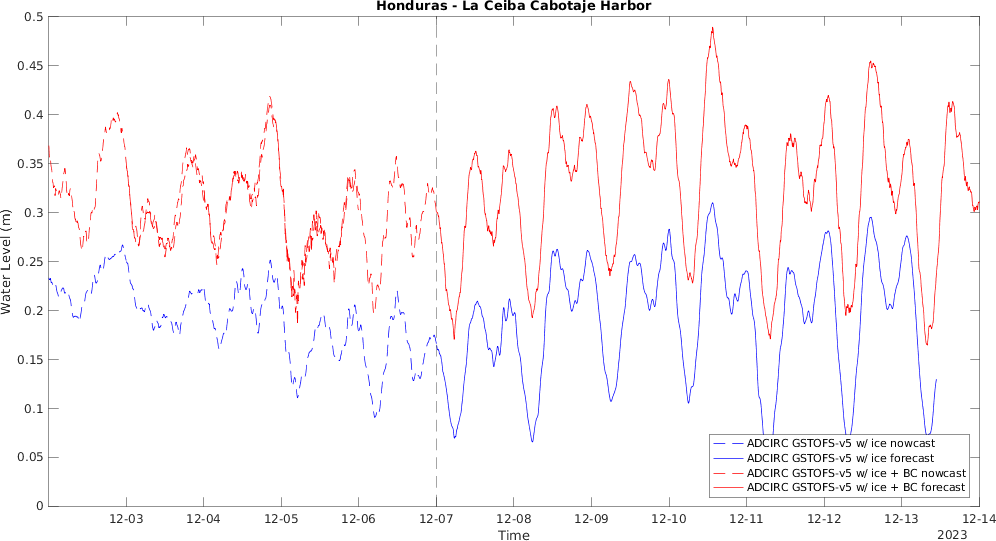 Honduras - La Ceiba Cabotaje Harbor
0.5
0.45
0.4
0.35
0.3
0.25
0.2
0.15
0.1
0.05
0
Water Level (m)
ADCIRC GSTOFS-v5 w/ ice nowcast
ADCIRC GSTOFS-v5 w/ ice forecast
ADCIRC GSTOFS-v5 w/ ice + BC nowcast
ADCIRC GSTOFS-v5 w/ ice + BC forecast
12-03 12-04 12-05 12-06 12-07 12-08 12-09 12-10 12-11 12-12 12-13 12-14
Time
2023